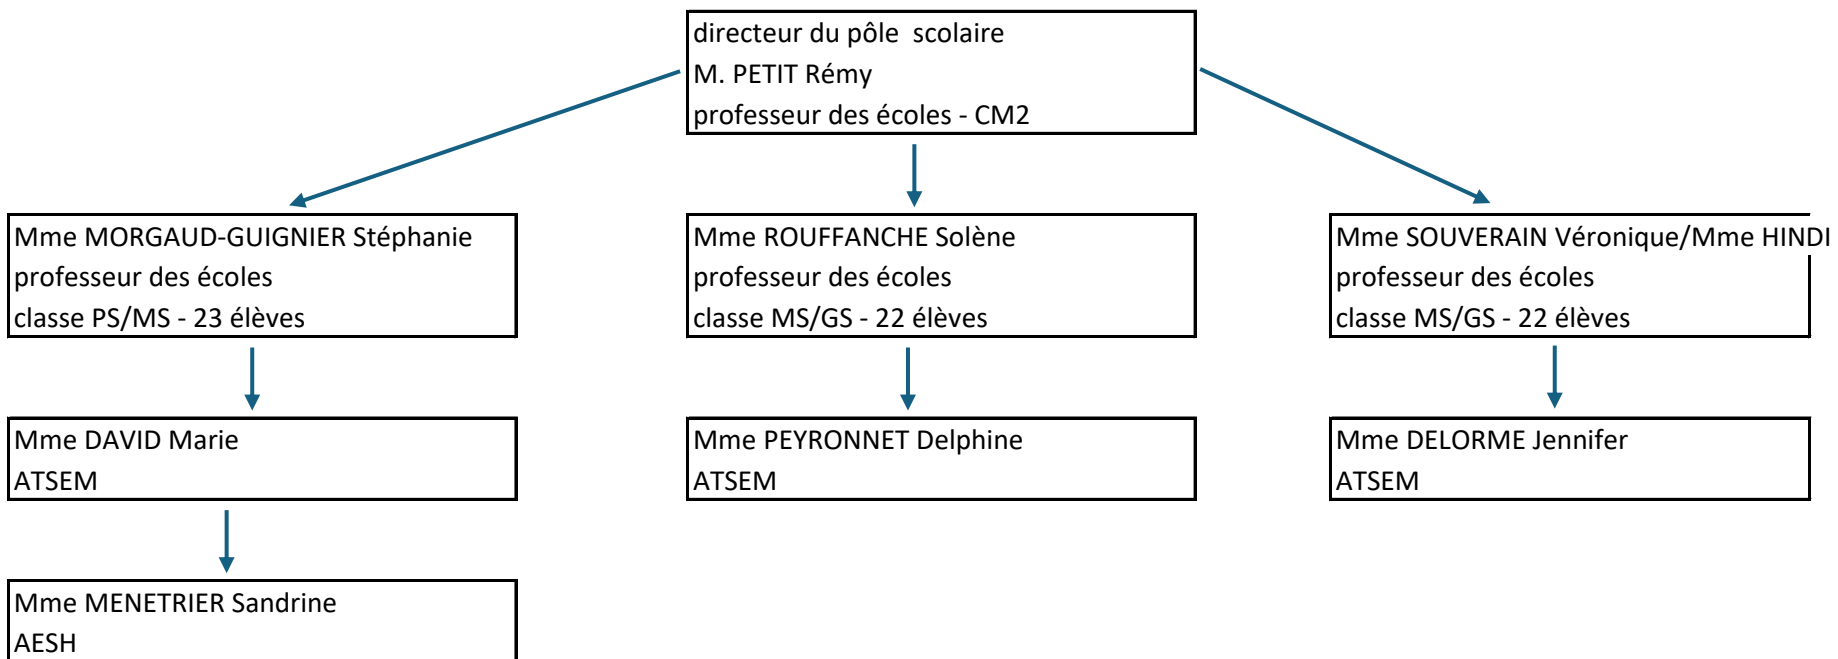 directeur du pôle  scolaire
M. PETIT Rémy
professeur des écoles - CM2
Mme MORGAUD-GUIGNIER Stéphanie
professeur des écoles
classe PS/MS - 23 élèves
Mme ROUFFANCHE Solène
professeur des écoles
classe MS/GS - 22 élèves
Mme SOUVERAIN Véronique/Mme HINDI
professeur des écoles
classe MS/GS - 22 élèves
Mme DAVID Marie
ATSEM
Mme PEYRONNET Delphine
ATSEM
Mme DELORME Jennifer
ATSEM
Mme MENETRIER Sandrine
AESH